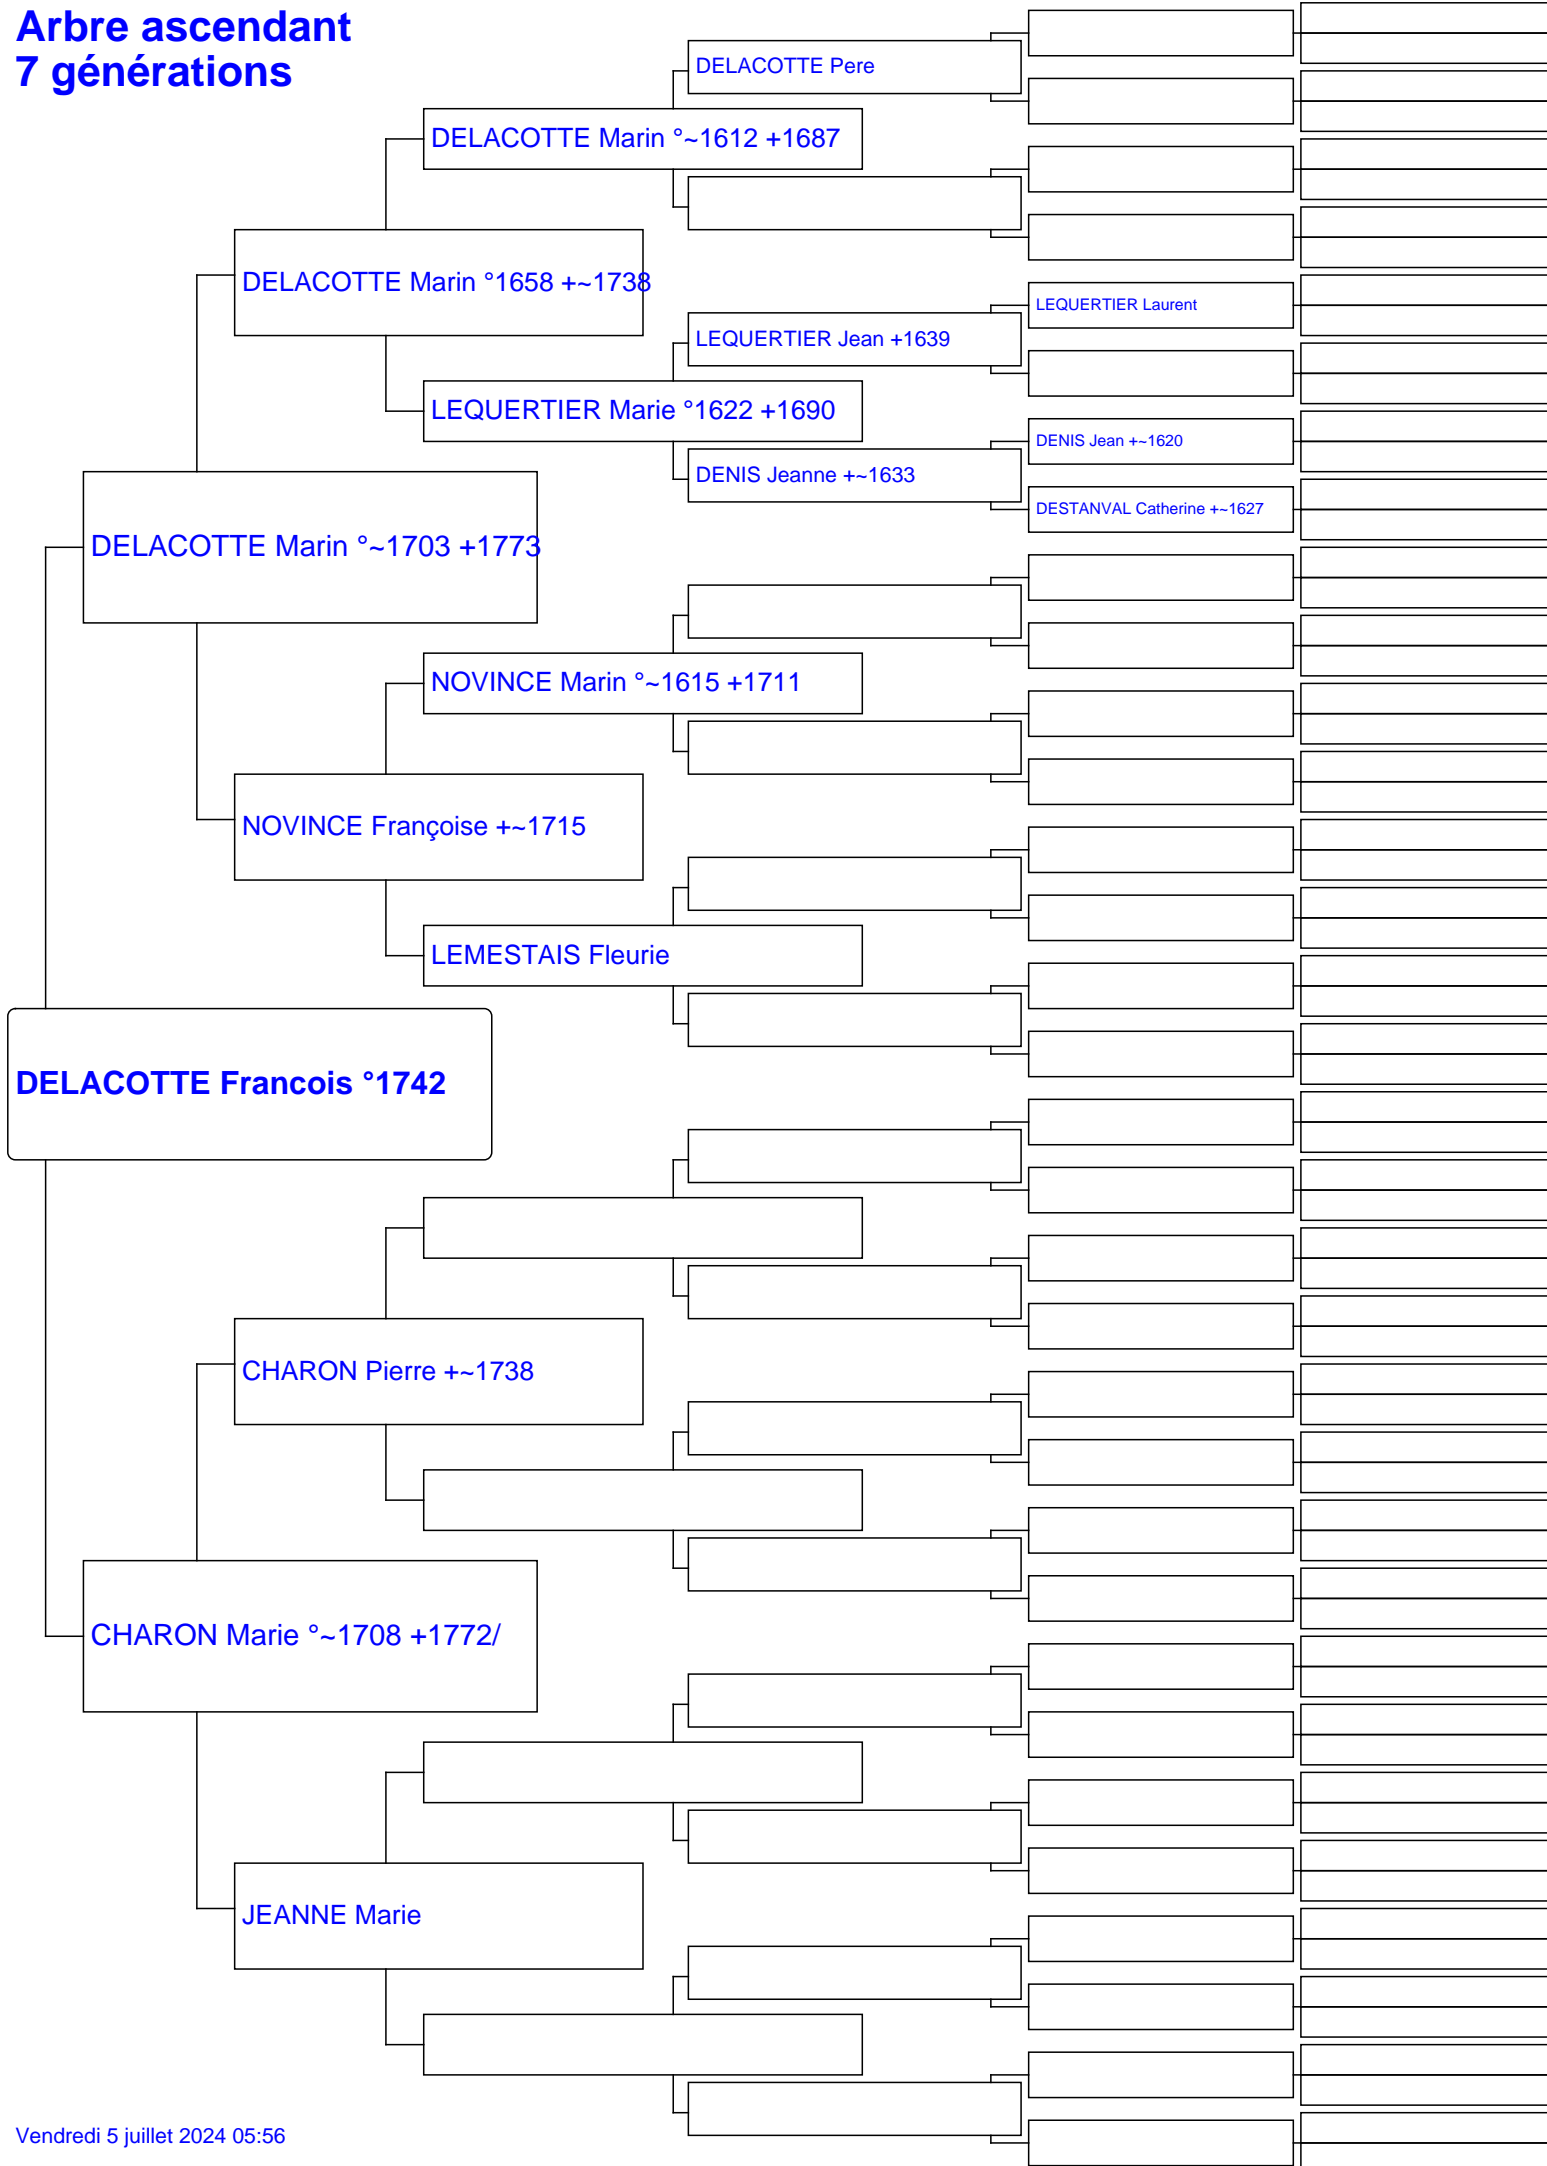 Arbre ascendant
7 générations
DELACOTTE Pere
DELACOTTE Marin °~1612 +1687
DELACOTTE Marin °1658 +~1738
LEQUERTIER Laurent
LEQUERTIER Jean +1639
LEQUERTIER Marie °1622 +1690
DENIS Jean +~1620
DENIS Jeanne +~1633
DESTANVAL Catherine +~1627
DELACOTTE Marin °~1703 +1773
NOVINCE Marin °~1615 +1711
NOVINCE Françoise +~1715
LEMESTAIS Fleurie
DELACOTTE Francois °1742
CHARON Pierre +~1738
CHARON Marie °~1708 +1772/
JEANNE Marie
Vendredi 5 juillet 2024 05:56